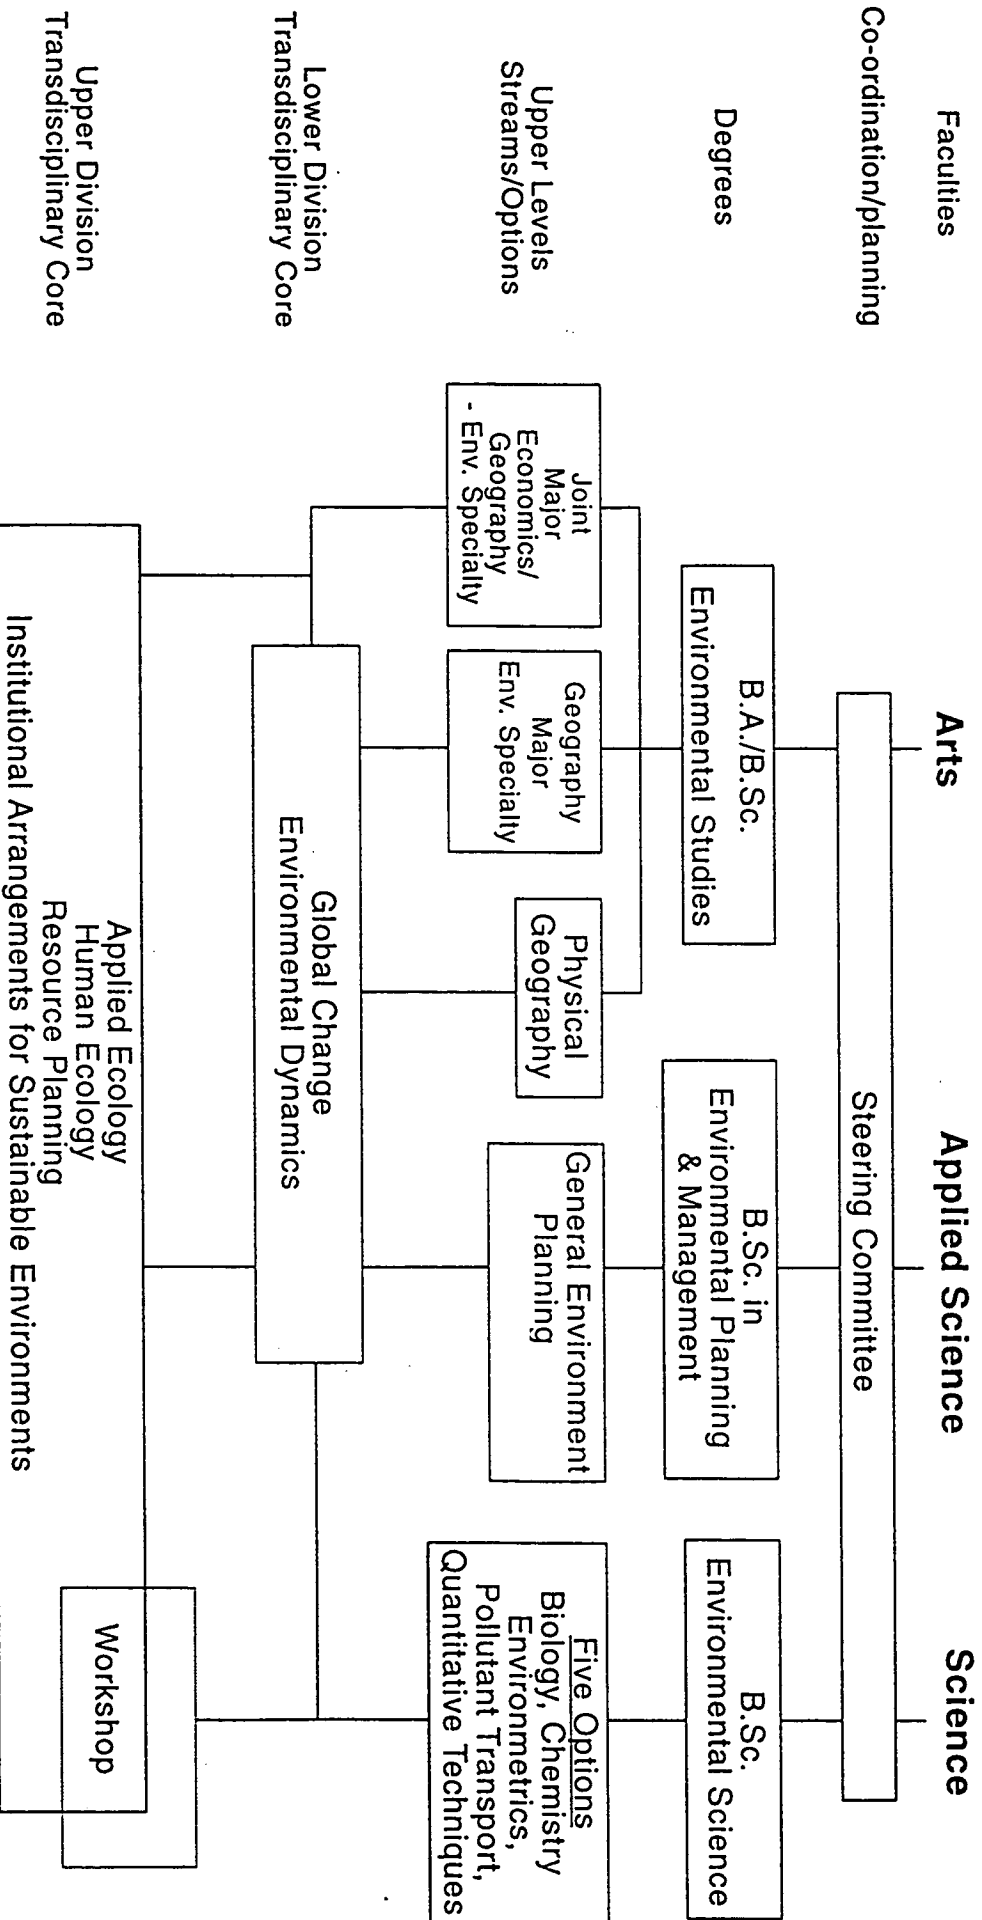 Faculties
Arts
Applied Science
Science
Co-ordination/planning
Steering Committee
Degrees
B.A./B.Sc.
Environmental Studies
B.Sc. in
Environmental Planning
& Management
B.Sc.
Environmental Science
Upper Levels
Streams/Options
Joint
Major
Economics/
Geography
- Env. Specialty
Geography
Major
Env. Specialty
Physical
Geography
General Environment
Planning
Five Options
Biology, Chemistry
Environmetrics,
Pollutant Transport,
Quantitative Techniques
Lower Division
Transdisciplinary Core
Global Change
Environmental Dynamics
Upper Division
Transdisciplinary Core
Applied Ecology
Human Ecology
Resource Planning
Institutional Arrangements for Sustainable Environments
Workshop